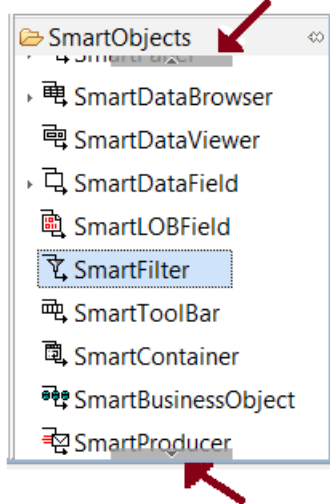 SmartObjects
SmartDataBrowser
SmartDataViewer
SmartDataField
SmartLOBField
SmartFilter
SmartToolBar
SmartContainer
SmartBusinessObject
SmartProducer